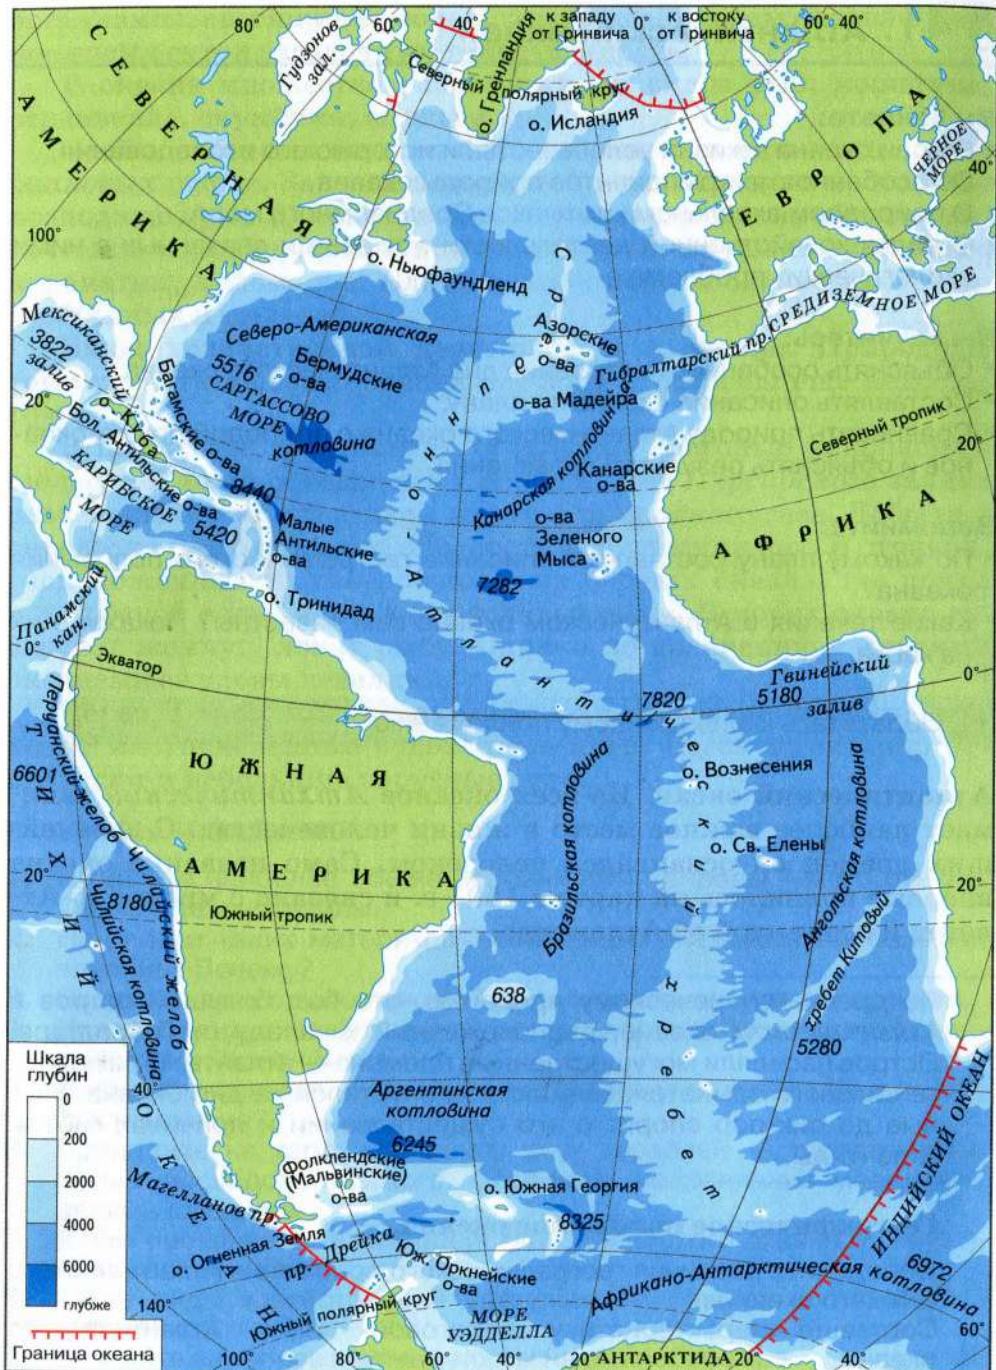 60°
40°
20°
к западу
от Гринвича
0°
к востоку
от Гринвича
20°
60°
40°
80°
СЕВЕРНАЯ
АМЕРИКА
Гудзонов
зал.
о. Гренландия
Северный полярный круг
о. Исландия
ЕВРОПА
ЧЕРНОЕ
МОРЕ
40°
100°
о. Ньюфаундленд
СРЕДИЗЕМНОЕ МОРЕ
Гибралтарский пр.
Мексиканский
залив
3822
20°
Северо-Американская
котловина
5516
Бермудские
о-ва
САРГАССОВО
МОРЕ
Азорские
о-ва
о-ва Мадейра
Северный тропик
20°
Багамские о-ва
о. Куба
Бол. Антильские о-ва
КАРИБСКОЕ
МОРЕ
8440
5420
Малые
Антильские
о-ва
Канарская котловина
Канарские
о-ва
о-ва
Зеленого
Мыса
7282
АФРИКА
о. Тринидад
Панамский
кан.
0°
Экватор
Срединно-Атлантический хребет
7820
5180
Гвинейский
залив
0°
Перуанский желоб
6601
ТИХИЙ ОКЕАН
ЮЖНАЯ
АМЕРИКА
о. Вознесения
о. Св. Елены
Бразильская котловина
Ангольская котловина
20°
20°
8180
Чилийский желоб
Чилийская котловина
Южный тропик
638
хребет Китовый
5280
Шкала
глубин
0
200
2000
4000
6000
глубже
Граница океана
40°
Аргентинская
котловина
6245
Фолклендские
(Мальвинские)
о-ва
о. Южная Георгия
8325
Магелланов пр.
о. Огненная Земля
пр. Дрейка
Юж. Оркнейские
о-ва
ИНДИЙСКИЙ ОКЕАН
6972
Африкано-Антарктическая котловина
Южный полярный круг
МОРЕ
УЭДДЕЛЛА
АНТАРКТИДА
140°
100°
60°
40°
20°
0°
20°
40°
60°